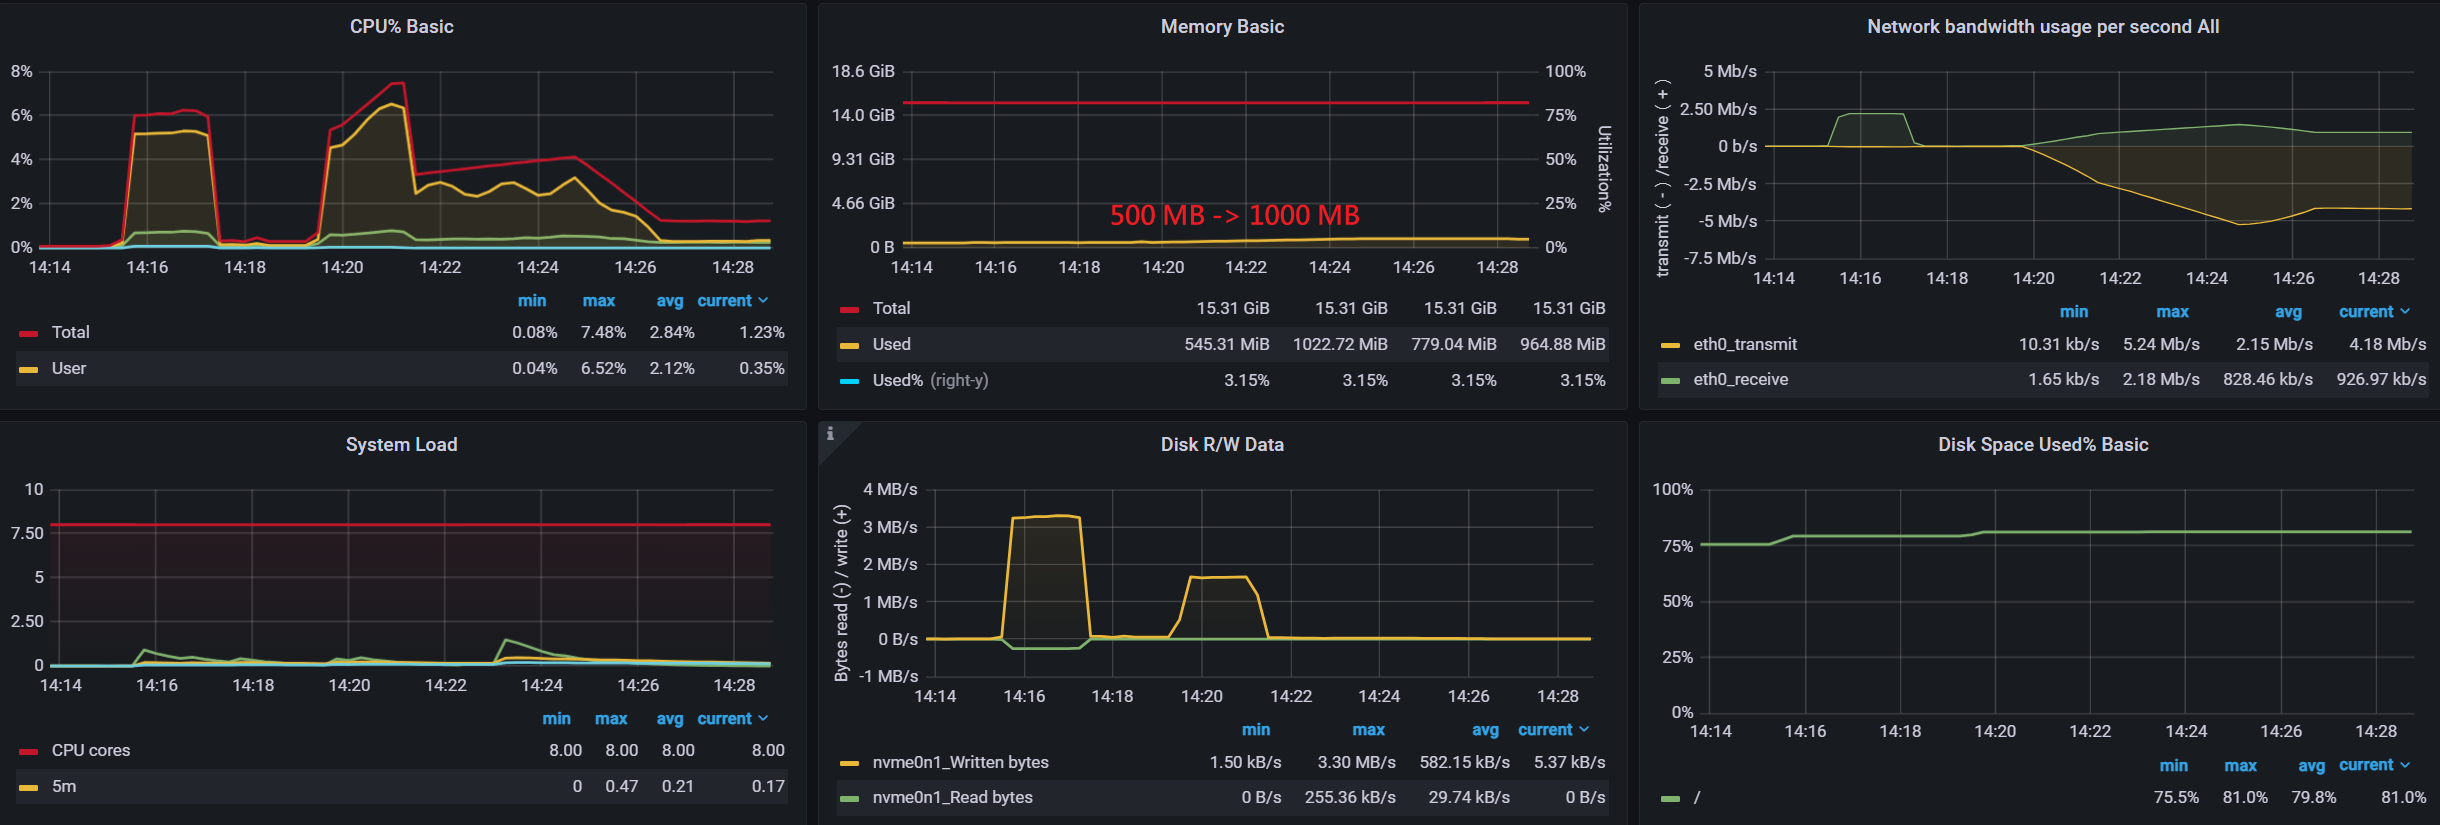 CPU% Basic
8%
6%
4%
2%
0%
14:14 14:16 14:18 14:20 14:22 14:24 14:26 14:28
min max avg current
Total 0.08% 7.48% 2.84% 1.23%
User 0.04% 6.52% 2.12% 0.35%
Memory Basic
18.6 GiB 100%
14.0 GiB 75%
9.31 GiB 50%
4.66 GiB 25%
0 B 0%
Utilization%
500 MB -> 1000 MB
14:14 14:16 14:18 14:20 14:22 14:24 14:26 14:28
Total 15.31 GiB 15.31 GiB 15.31 GiB 15.31 GiB
Used 545.31 MiB 1022.72 MiB 779.04 MiB 964.88 MiB
Used% (right-y) 3.15% 3.15% 3.15% 3.15%
Network bandwidth usage per second All
transmit ( - ) /receive ( + )
5 Mb/s
2.50 Mb/s
0 b/s
-2.5 Mb/s
-5 Mb/s
-7.5 Mb/s
14:14 14:16 14:18 14:20 14:22 14:24 14:26 14:28
min max avg current
eth0_transmit 10.31 kb/s 5.24 Mb/s 2.15 Mb/s 4.18 Mb/s
eth0_receive 1.65 kb/s 2.18 Mb/s 828.46 kb/s 926.97 kb/s
System Load
10
7.50
5
2.50
0
14:14 14:16 14:18 14:20 14:22 14:24 14:26 14:28
min max avg current
CPU cores 8.00 8.00 8.00 8.00
5m 0 0.47 0.21 0.17
i
Disk R/W Data
Bytes read (-) / write (+)
4 MB/s
3 MB/s
2 MB/s
1 MB/s
0 B/s
-1 MB/s
14:14 14:16 14:18 14:20 14:22 14:24 14:26 14:28
min max avg current
nvme0n1_Written bytes 1.50 kB/s 3.30 MB/s 582.15 kB/s 5.37 kB/s
nvme0n1_Read bytes 0 B/s 255.36 kB/s 29.74 kB/s 0 B/s
Disk Space Used% Basic
100%
75%
50%
25%
0%
14:14 14:16 14:18 14:20 14:22 14:24 14:26 14:28
min max avg current
/ 75.5% 81.0% 79.8% 81.0%